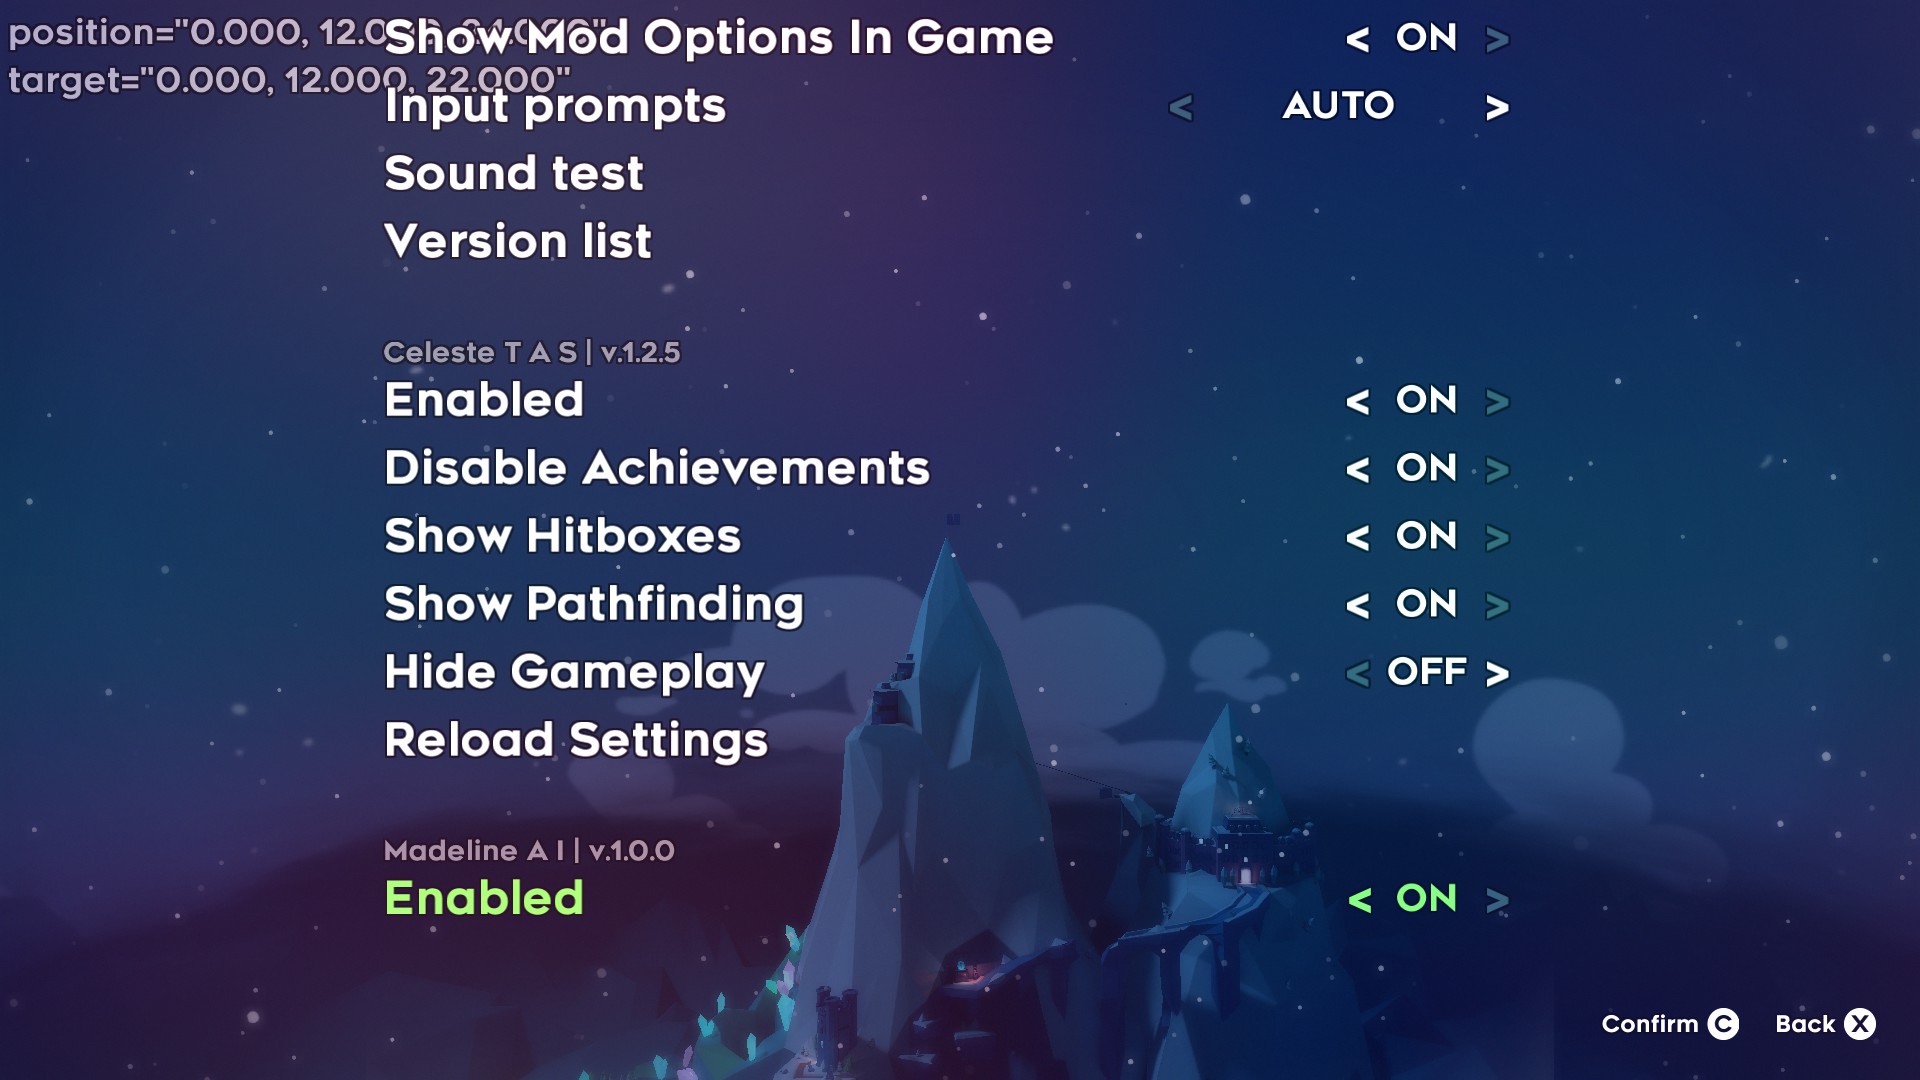 position="0.000, 12.0
target="0.000, 12.000, 22.000"
Show Mod Options In Game < ON >
Input prompts < AUTO >
Sound test
Version list
Celeste T A S | v.1.2.5
Enabled < ON >
Disable Achievements < ON >
Show Hitboxes < ON >
Show Pathfinding < ON >
Hide Gameplay < OFF >
Reload Settings
Madeline A I | v.1.0.0
Enabled < ON >
Confirm C Back X